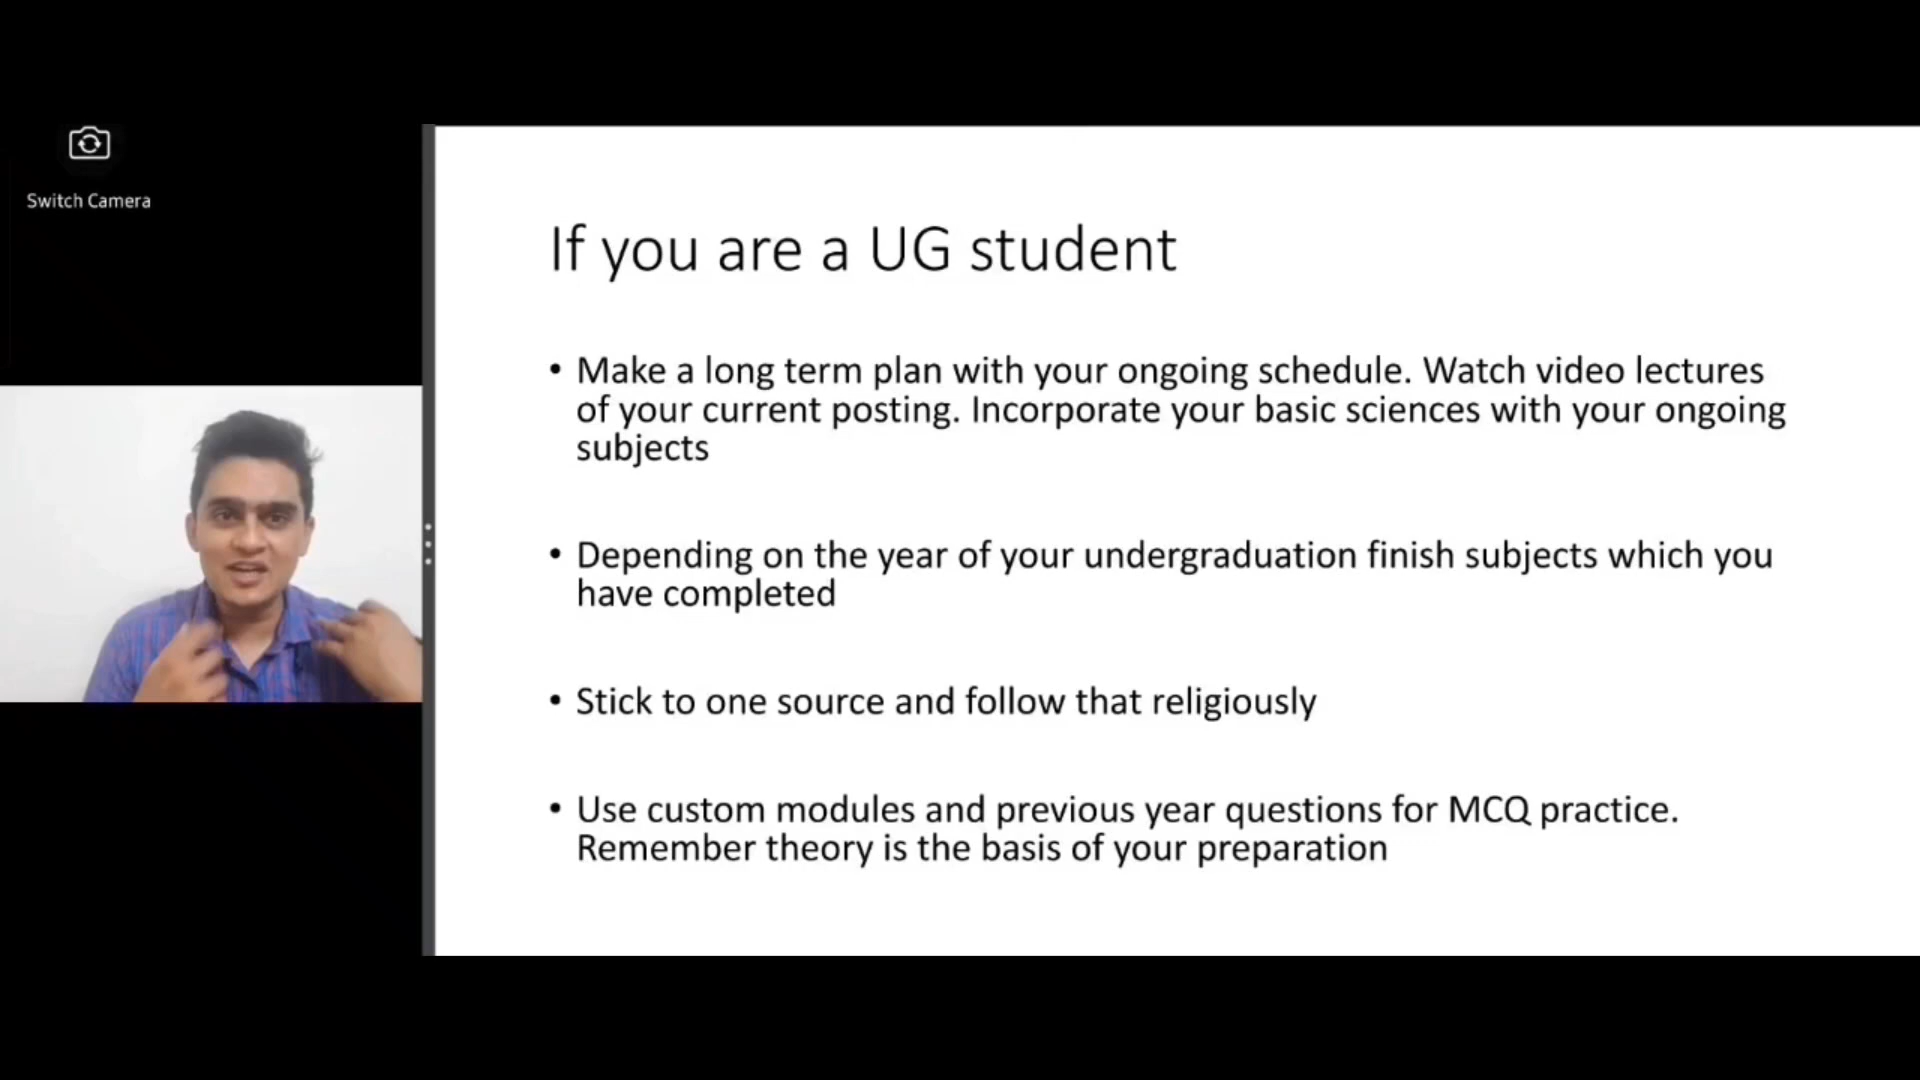 Switch Camera
If you are a UG student
• Make a long term plan with your ongoing schedule. Watch video lectures
of your current posting. Incorporate your basic sciences with your ongoing
subjects
• Depending on the year of your undergraduation finish subjects which you
have completed
• Stick to one source and follow that religiously
• Use custom modules and previous year questions for MCQ practice.
Remember theory is the basis of your preparation